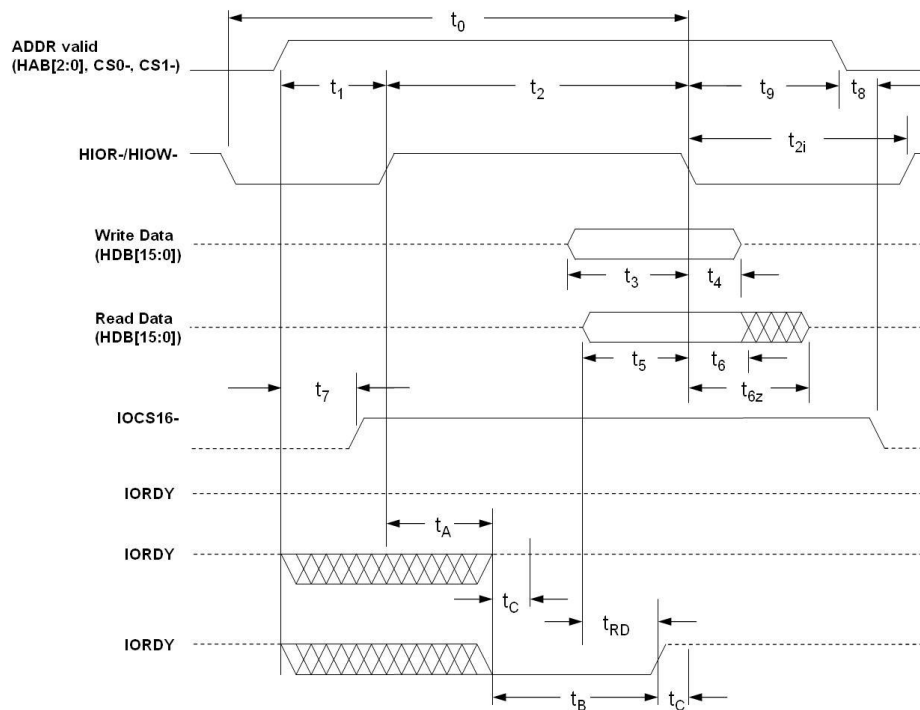 t0
ADDR valid
(HAB[2:0], CS0-, CS1-)
t1
t2
t9
t8
HIOR-/HIOW-
t2i
Write Data
(HDB[15:0])
t3
t4
Read Data
(HDB[15:0])
t5
t6
t6z
t7
IOCS16-
IORDY
tA
IORDY
tC
tRD
IORDY
tB
tC